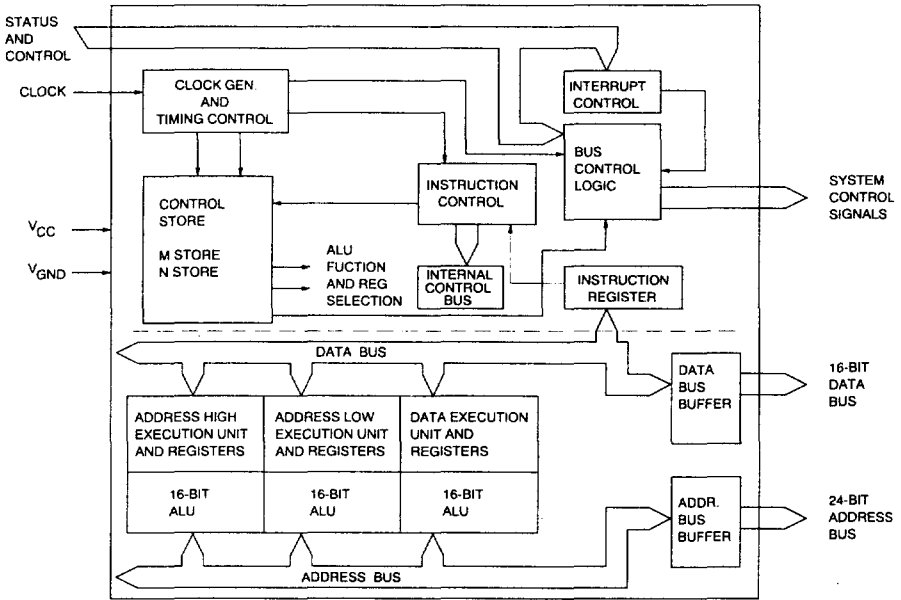 STATUS
AND
CONTROL
CLOCK
CLOCK GEN.
AND
TIMING CONTROL
INTERRUPT
CONTROL
BUS
CONTROL
LOGIC
INSTRUCTION
CONTROL
SYSTEM
CONTROL
SIGNALS
CONTROL
STORE
M STORE
N STORE
VCC
VGND
ALU
FUCTION
AND REG
SELECTION
INTERNAL
CONTROL
BUS
INSTRUCTION
REGISTER
DATA BUS
DATA
BUS
BUFFER
16-BIT
DATA
BUS
ADDRESS HIGH
EXECUTION UNIT
AND REGISTERS
ADDRESS LOW
EXECUTION UNIT
AND REGISTERS
DATA EXECUTION
UNIT AND
REGISTERS
16-BIT
ALU
16-BIT
ALU
16-BIT
ALU
ADDR.
BUS
BUFFER
24-BIT
ADDRESS
BUS
ADDRESS BUS